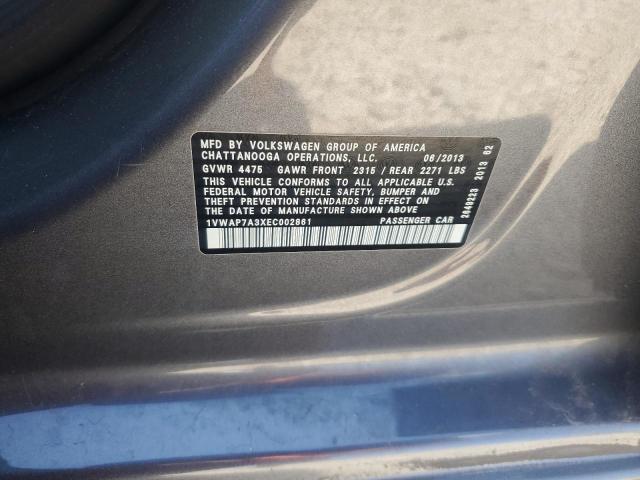 MFD BY VOLKSWAGEN GROUP OF AMERICA
CHATTANOOGA OPERATIONS, LLC. 06/2013
GVWR 4475 GAWR FRONT 2315 / REAR 2271 LBS
THIS VEHICLE CONFORMS TO ALL APPLICABLE U.S.
FEDERAL MOTOR VEHICLE SAFETY, BUMPER AND
THEFT PREVENTION STANDARDS IN EFFECT ON
THE DATE OF MANUFACTURE SHOWN ABOVE
1VWAP7A3XEC002861 PASSENGER CAR
2649223 2013 62